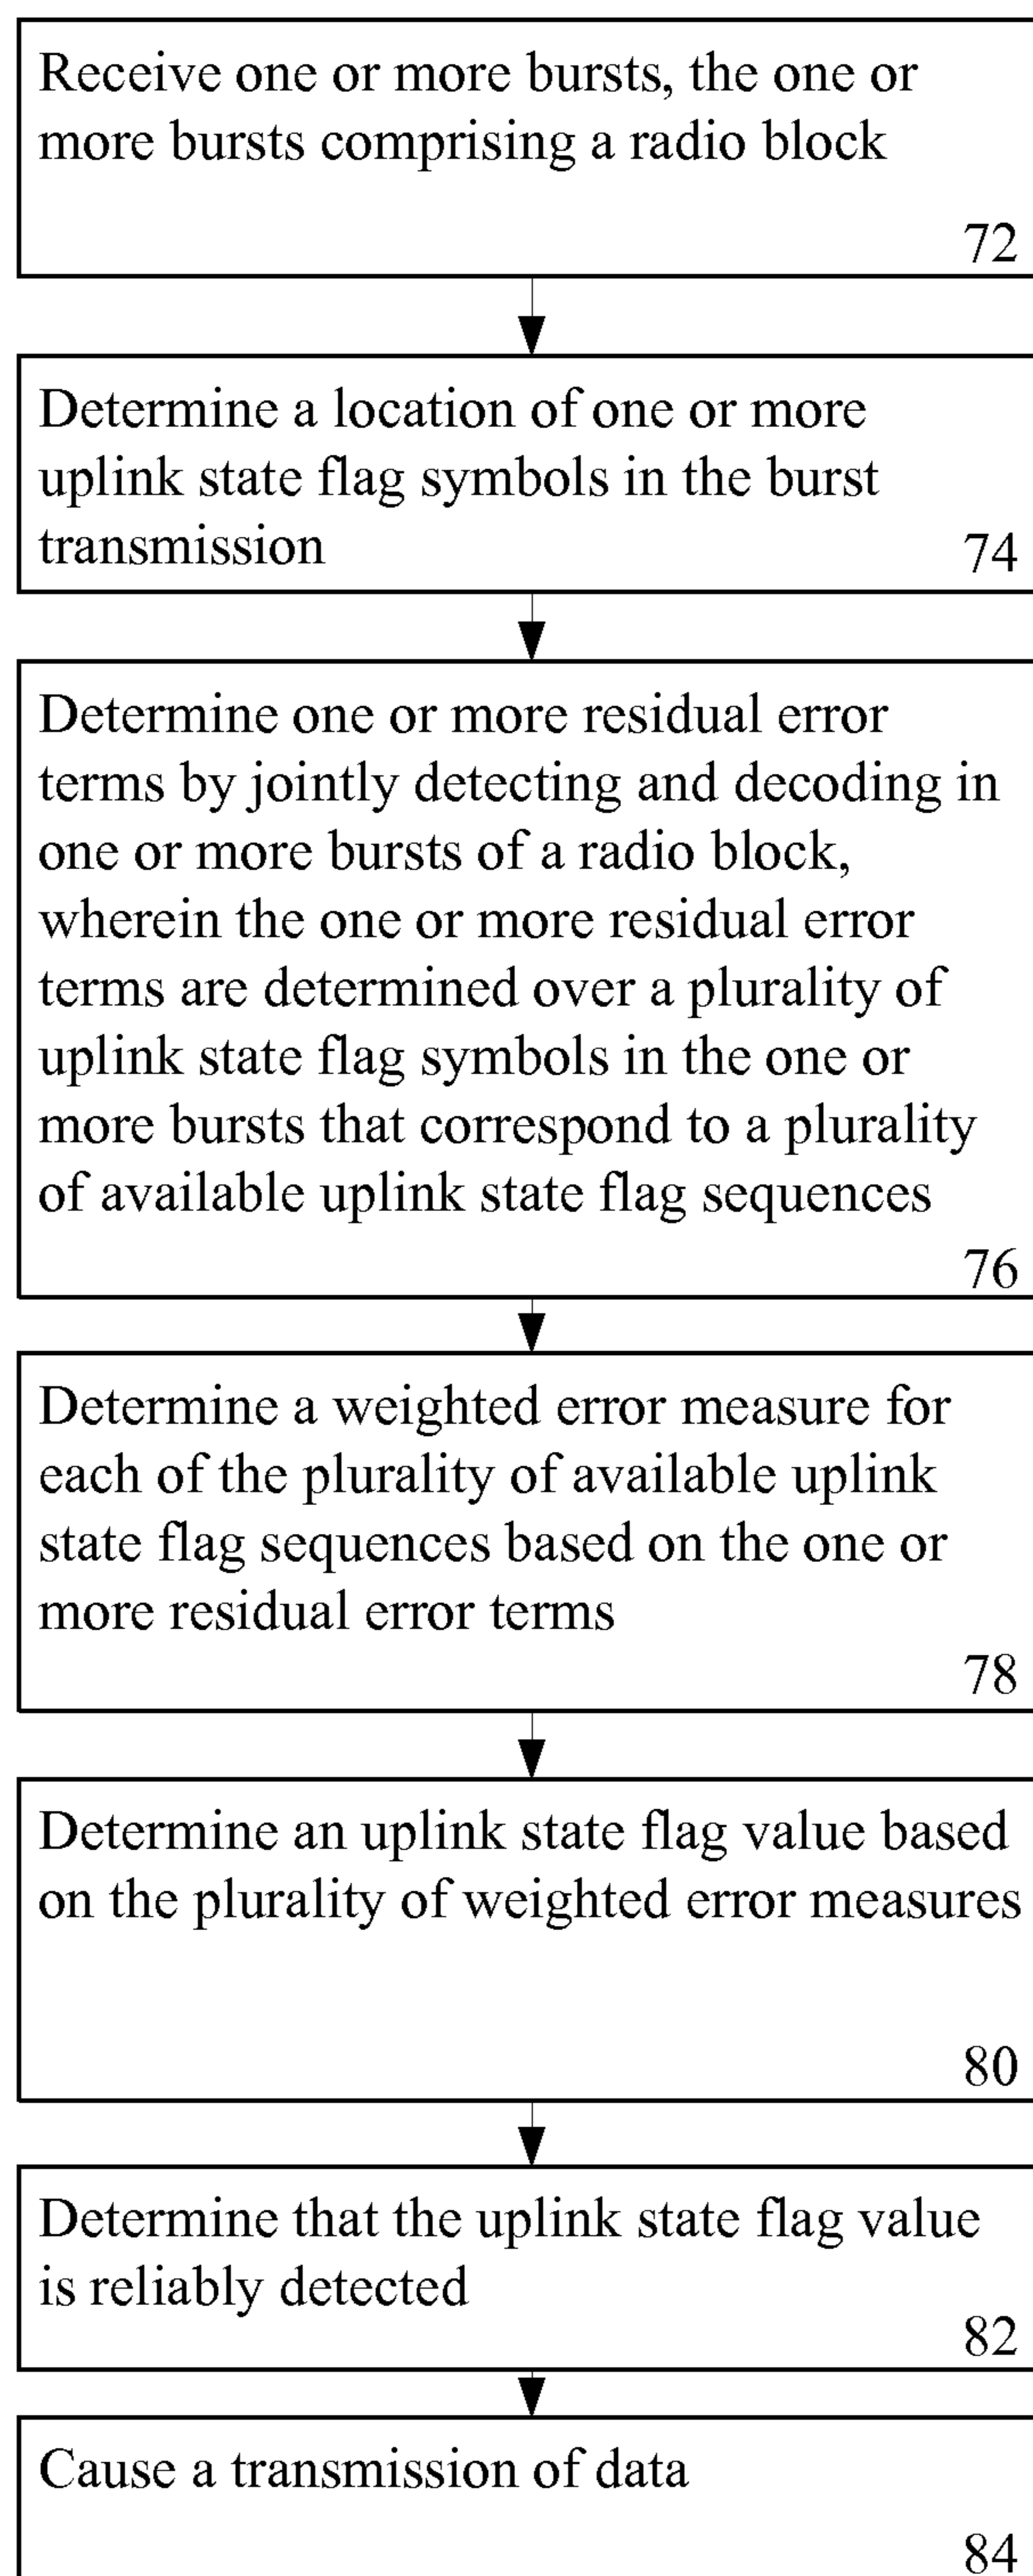 Receive one or more bursts, the one or
more bursts comprising a radio block
72
Determine a location of one or more
uplink state flag symbols in the burst
transmission
74
Determine one or more residual error
terms by jointly detecting and decoding in
one or more bursts of a radio block,
wherein the one or more residual error
terms are determined over a plurality of
uplink state flag symbols in the one or
more bursts that correspond to a plurality
of available uplink state flag sequences
76
Determine a weighted error measure for
each of the plurality of available uplink
state flag sequences based on the one or
more residual error terms
78
Determine an uplink state flag value based
on the plurality of weighted error measures
80
Determine that the uplink state flag value
is reliably detected
82
Cause a transmission of data
84